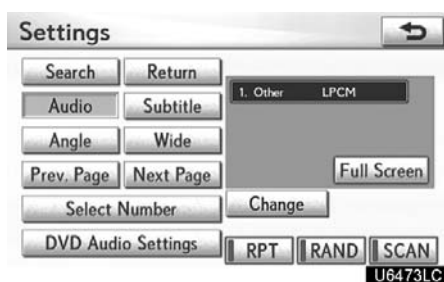 Settings
Search Return
Audio Subtitle
1. Other LPCM
Angle Wide
Prev. Page Next Page
Full Screen
Select Number
Change
DVD Audio Settings
RPT RAND SCAN
U6473LC